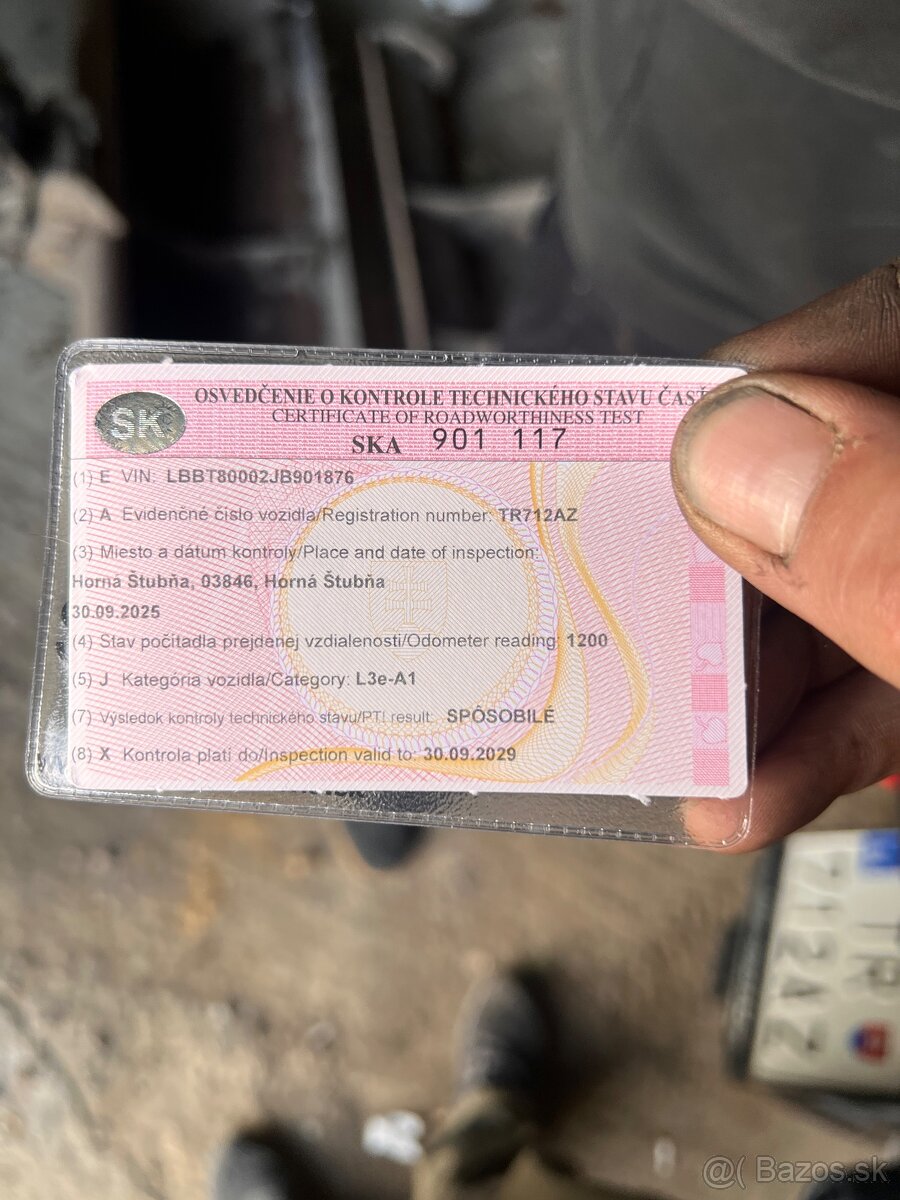 SK
OSVEDČENIE O KONTROLE TECHNICKÉHO STAVU ČASŤ
CERTIFICATE OF ROADWORTHINESS TEST
SKA 901 117
(1) E VIN: LBBT80002JB901876
(2) A Evidenčné číslo vozidla/Registration number: TR712AZ
(3) Miesto a dátum kontroly/Place and date of inspection:
Horná Štubňa, 03846, Horná Štubňa
30.09.2025
(4) Stav počítadla prejdenej vzdialenosti/Odometer reading: 1200
(5) J Kategória vozidla/Category: L3e-A1
(7) Výsledok kontroly technického stavu/PTI result: SPÔSOBILÉ
(8) X Kontrola platí do/Inspection valid to: 30.09.2029
TR
712AZ
@( Bazos.sk